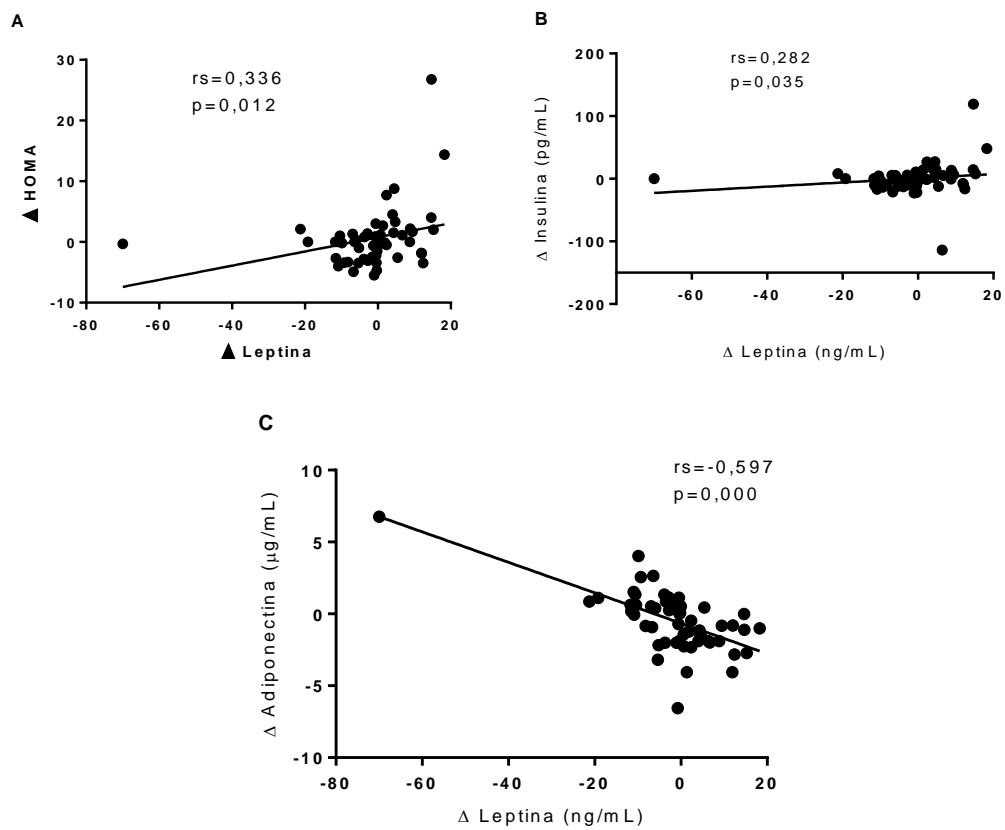 A
rs=0,336
p=0,012
30
20
10
0
-10
▲ HOMA
-80 -60 -40 -20 0 20
▲ Leptina
B
rs=0,282
p=0,035
200
100
0
-100
-200
Δ Insulina (pg/mL)
-60 -40 -20 0 20
Δ Leptina (ng/mL)
C
rs=-0,597
p=0,000
10
5
0
-5
-10
Δ Adiponectina (μg/mL)
-80 -60 -40 -20 0 20
Δ Leptina (ng/mL)